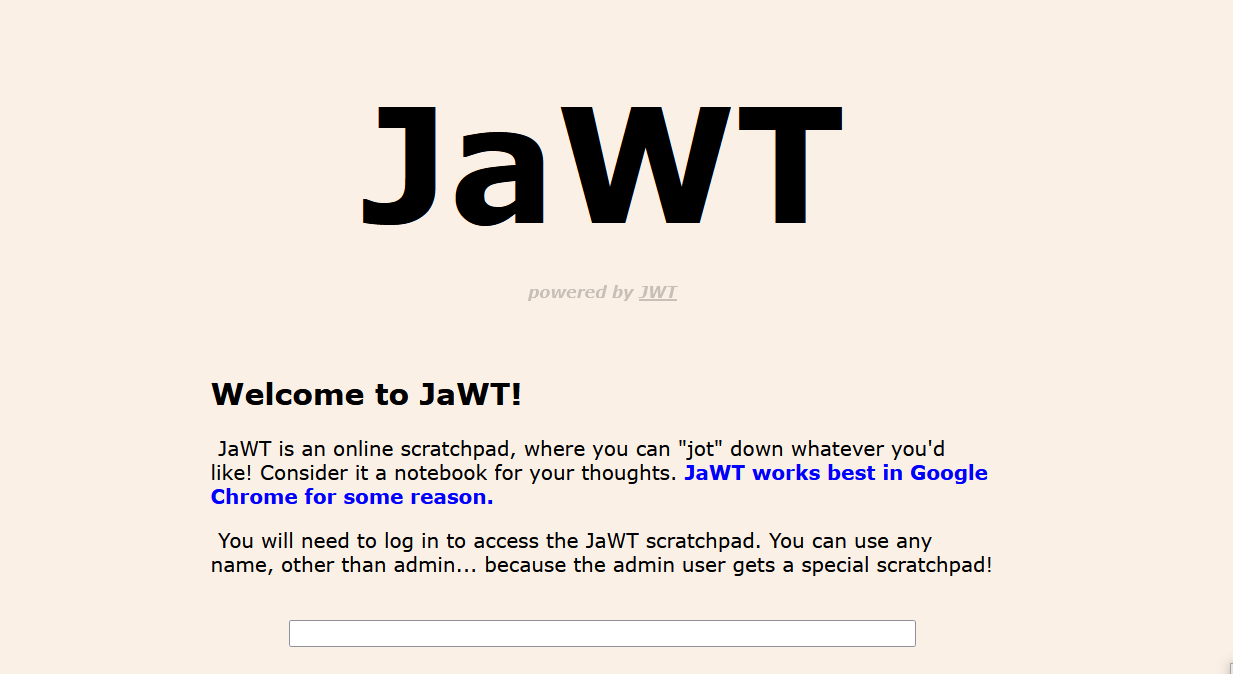 JaWT
powered by JWT
Welcome to JaWT!
JaWT is an online scratchpad, where you can "jot" down whatever you'd
like! Consider it a notebook for your thoughts. JaWT works best in Google
Chrome for some reason.
You will need to log in to access the JaWT scratchpad. You can use any
name, other than admin... because the admin user gets a special scratchpad!